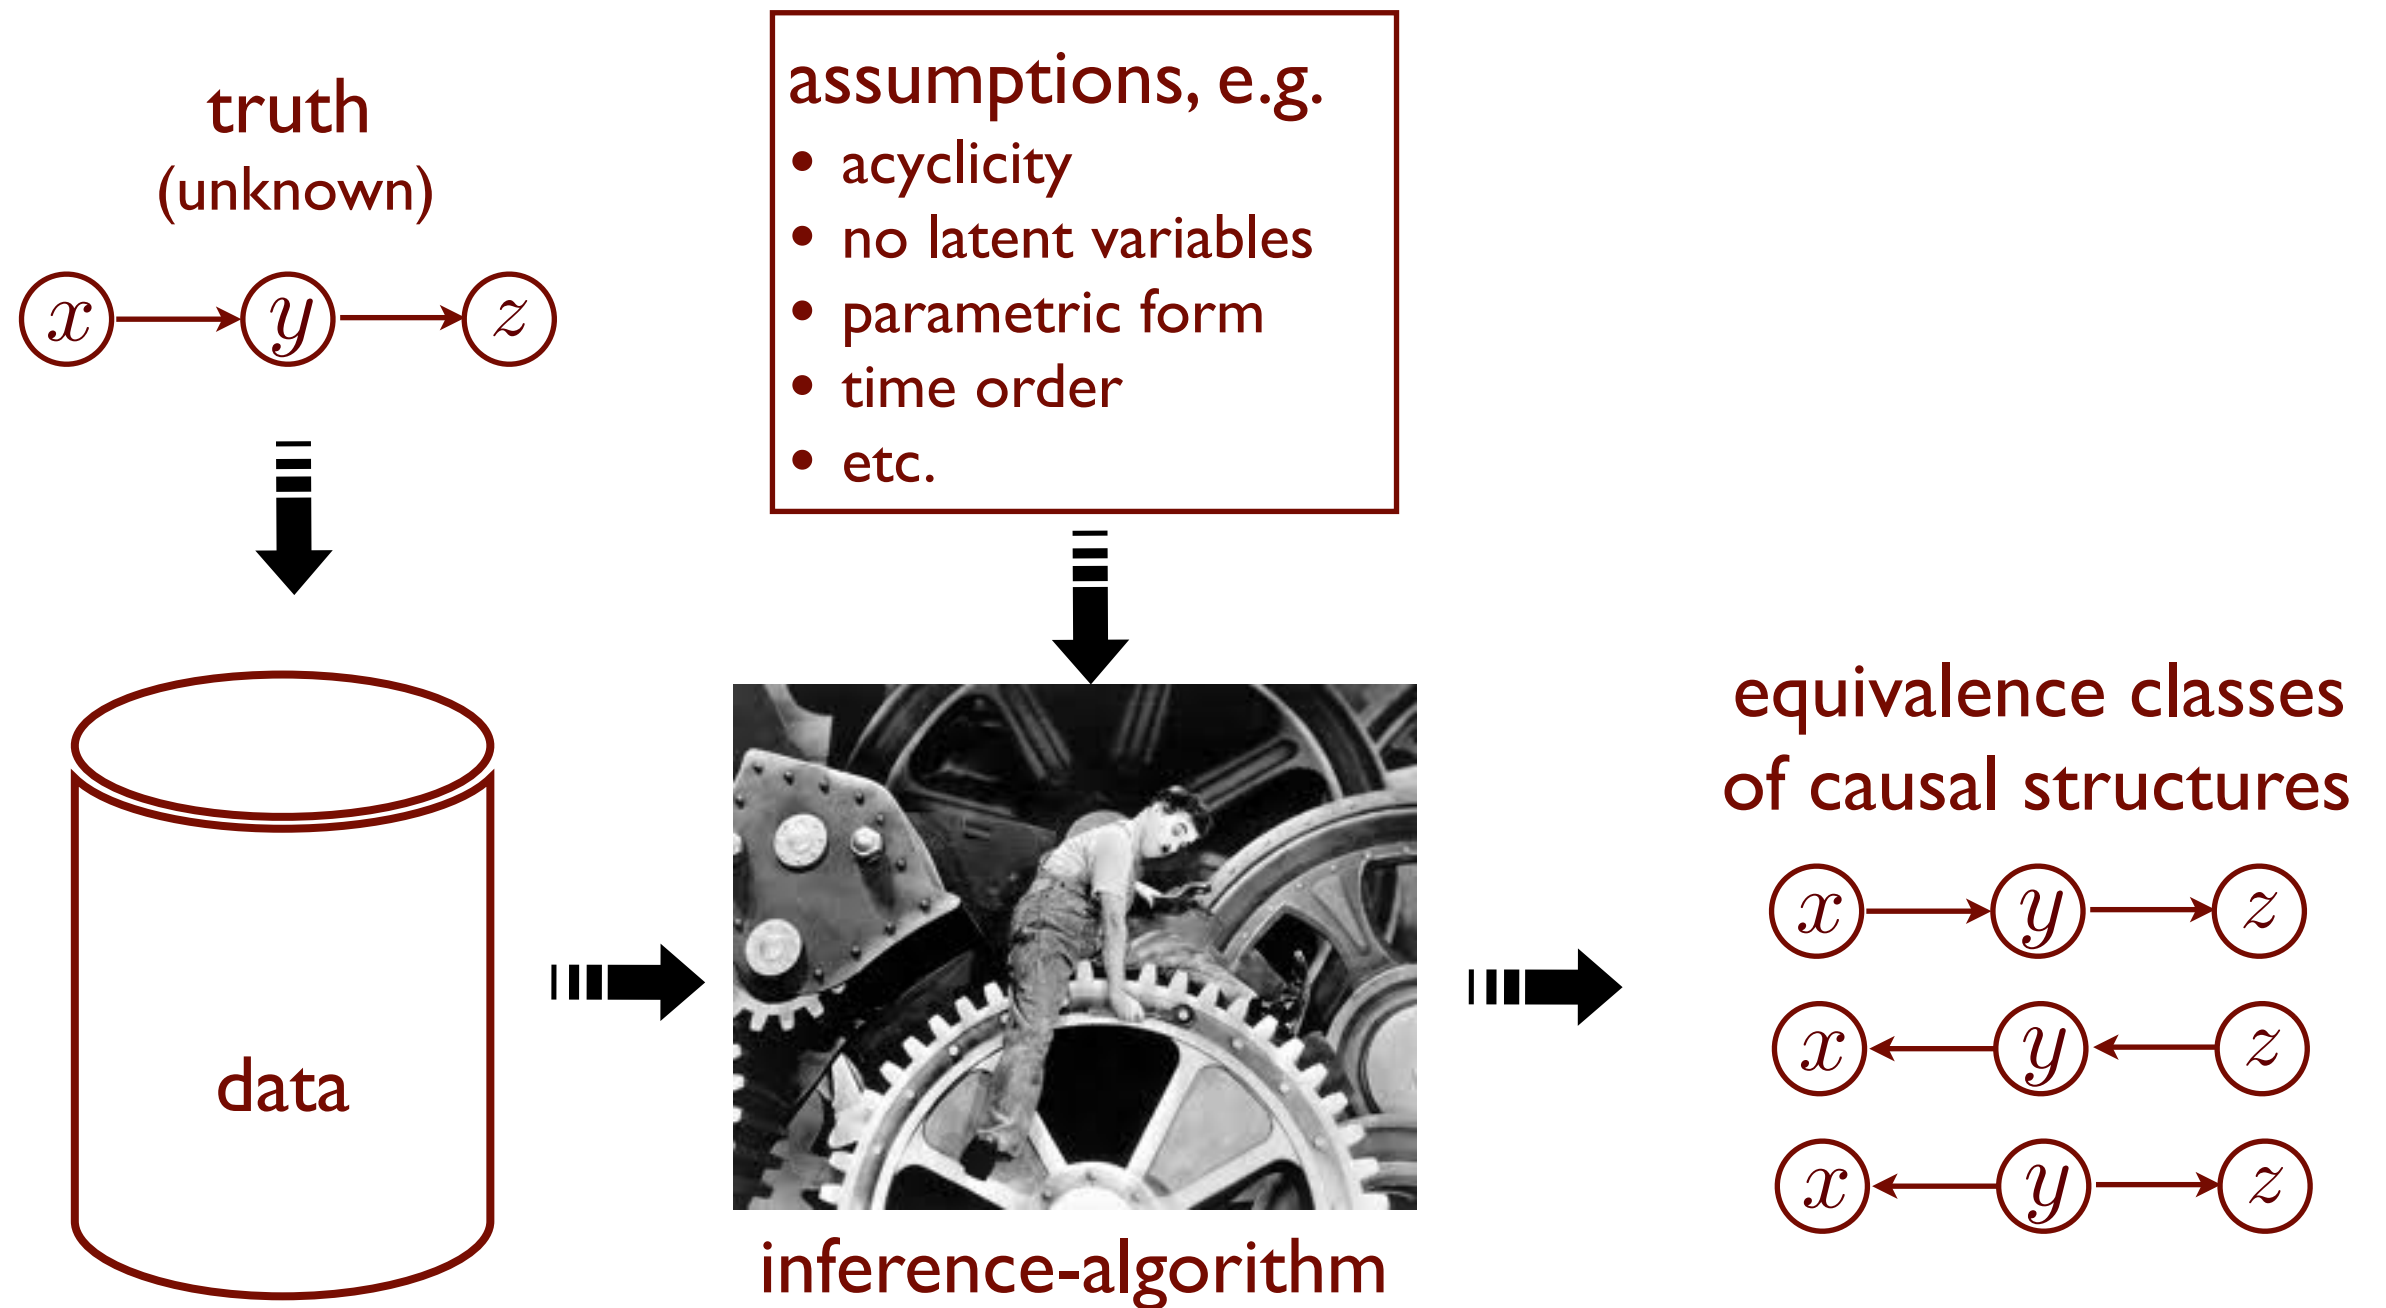 truth
(unknown)
x y z
assumptions, e.g.
• acyclicity
• no latent variables
• parametric form
• time order
• etc.
data
inference-algorithm
equivalence classes
of causal structures
x y z
x y z
x y z